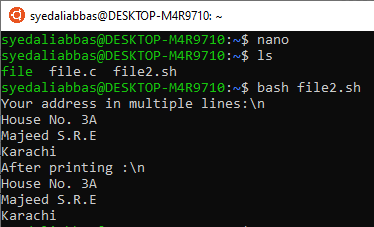 syedaliabbas@DESKTOP-M4R9710: ~
syedaliabbas@DESKTOP-M4R9710:~$ nano
syedaliabbas@DESKTOP-M4R9710:~$ ls
file  file.c  file2.sh
syedaliabbas@DESKTOP-M4R9710:~$ bash file2.sh
Your address in multiple lines:\n
House No. 3A
Majeed S.R.E
Karachi
After printing :\n
House No. 3A
Majeed S.R.E
Karachi